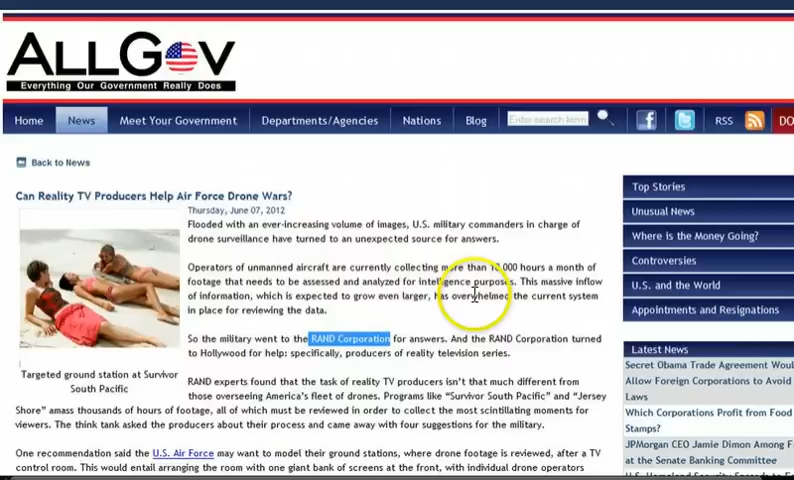 ALLGOV
Everything Our Government Really Does
Home News Meet Your Government Departments/Agencies Nations Blog Enter search term RSS DO
Back to News
Can Reality TV Producers Help Air Force Drone Wars?
Thursday, June 07, 2012
Flooded with an ever-increasing volume of images, U.S. military commanders in charge of
drone surveillance have turned to an unexpected source for answers.
Operators of unmanned aircraft are currently collecting more than 10,000 hours a month of
footage that needs to be assessed and analyzed for intelligence purposes. This massive inflow
of information, which is expected to grow even larger, has overwhelmed the current system
in place for reviewing the data.
So the military went to the RAND Corporation for answers. And the RAND Corporation turned
to Hollywood for help: specifically, producers of reality television series.
Targeted ground station at Survivor
South Pacific
RAND experts found that the task of reality TV producers isn't that much different from
those overseeing America's fleet of drones. Programs like "Survivor South Pacific" and "Jersey
Shore" amass thousands of hours of footage, all of which must be reviewed in order to collect the most scintillating moments for
viewers. The think tank asked the producers about their process and came away with four suggestions for the military.
One recommendation said the U.S. Air Force may want to model their ground stations, where drone footage is reviewed, after a TV
control room. This would entail arranging the room with one giant bank of screens at the front, with individual drone operators
Top Stories
Unusual News
Where is the Money Going?
Controversies
U.S. and the World
Appointments and Resignations
Latest News
Secret Obama Trade Agreement Would
Allow Foreign Corporations to Avoid
Laws
Which Corporations Profit from Food
Stamps?
JPMorgan CEO Jamie Dimon Among F
at the Senate Banking Committee